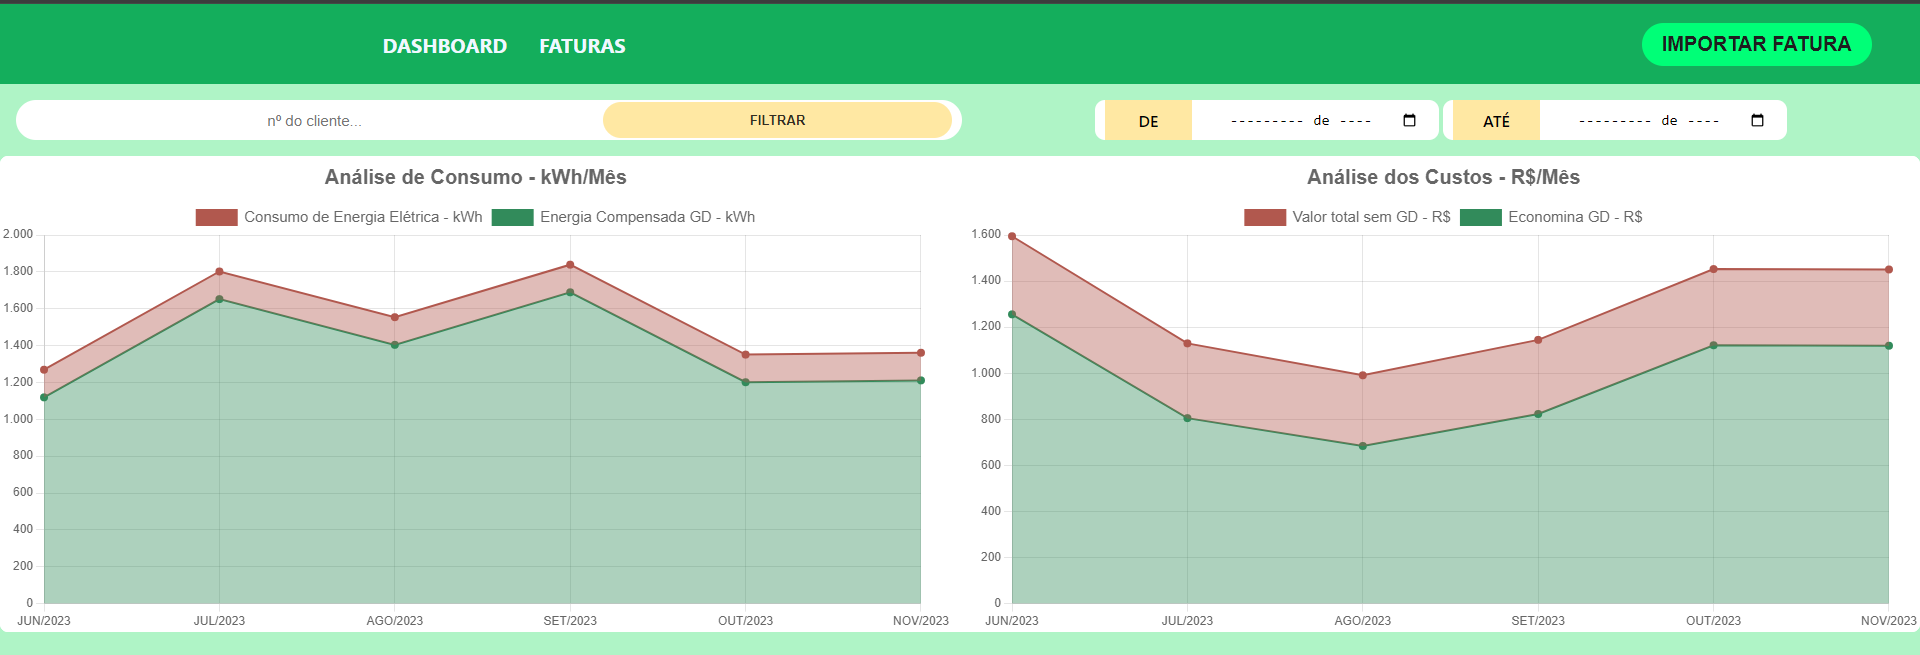 DASHBOARD FATURAS IMPORTAR FATURA
nº do cliente... FILTRAR DE --------- de ---- ATÉ --------- de ----
Análise de Consumo - kWh/Mês
Consumo de Energia Elétrica - kWh Energia Compensada GD - kWh
2.000
1.800
1.600
1.400
1.200
1.000
800
600
400
200
0
JUN/2023 JUL/2023 AGO/2023 SET/2023 OUT/2023 NOV/2023
Análise dos Custos - R$/Mês
Valor total sem GD - R$ Economina GD - R$
1.600
1.400
1.200
1.000
800
600
400
200
0
JUN/2023 JUL/2023 AGO/2023 SET/2023 OUT/2023 NOV/2023